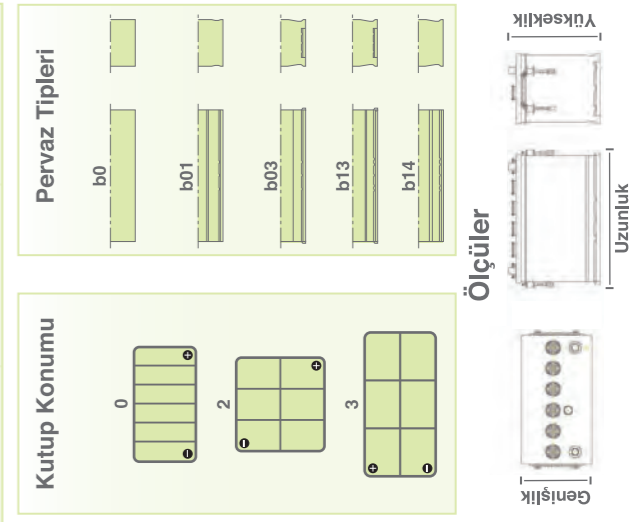 Kutup Konumu
0
2
3
Pervaz Tipleri
b0
b01
b03
b13
b14
Ölçüler
Genişlik
Uzunluk
Yükseklik